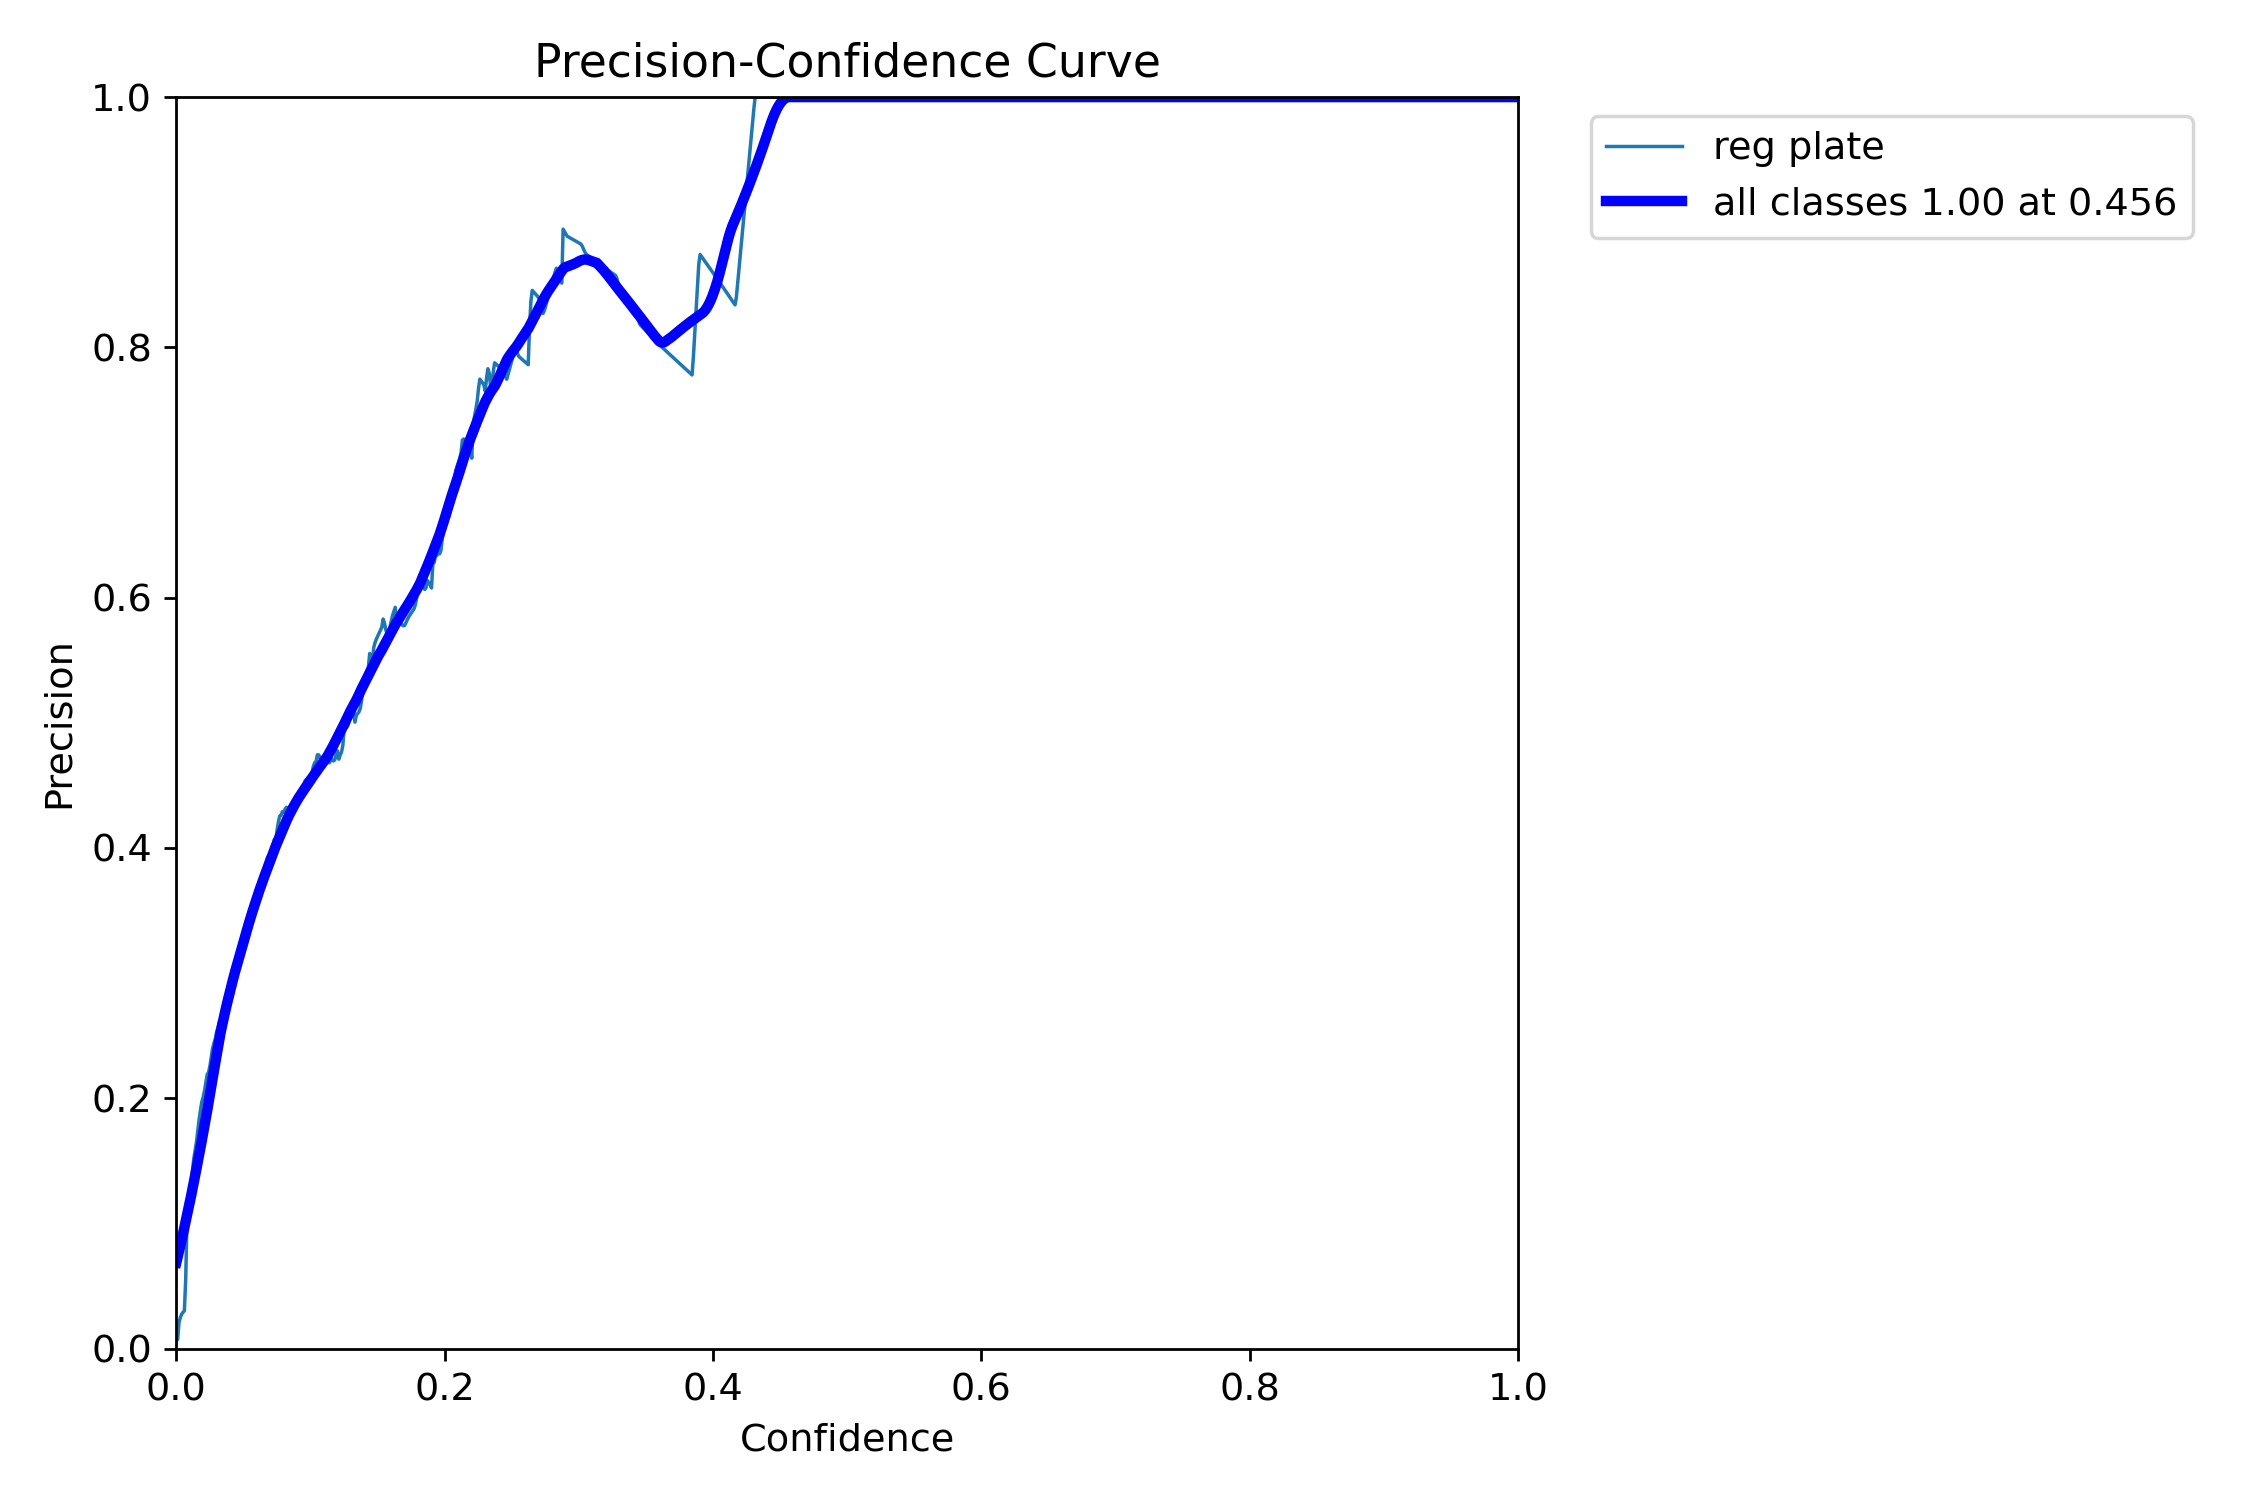 Precision-Confidence Curve
1.0
0.8
0.6
0.4
0.2
0.0
Precision
0.0 0.2 0.4 0.6 0.8 1.0
Confidence
reg plate
all classes 1.00 at 0.456